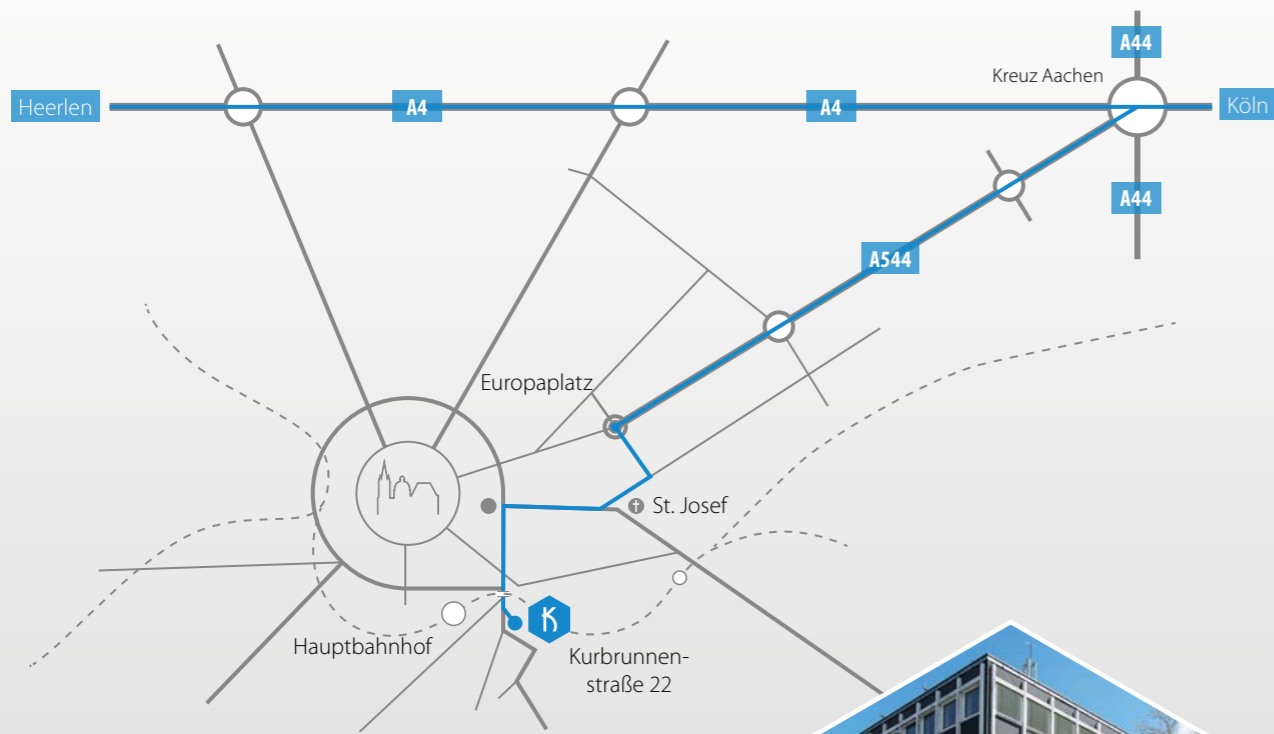 A44
Kreuz Aachen
Heerlen
A4
A4
Köln
A44
A544
Europaplatz
St. Josef
Hauptbahnhof
Kurbrunnen-
straße 22